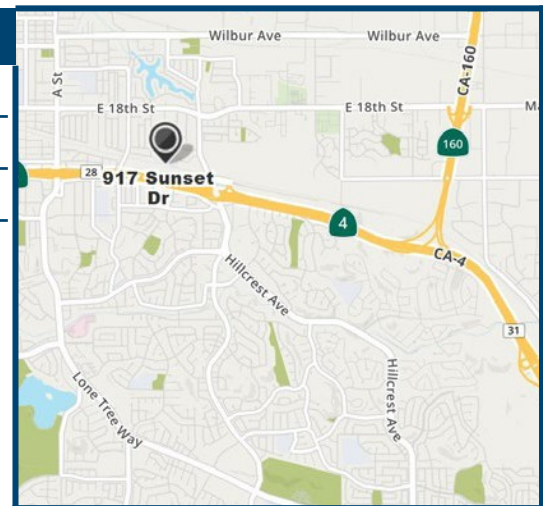 Wilbur Ave
Wilbur Ave
CA-160
A St
E 18th St
E 18th St
Ma
160
28
917 Sunset
Dr
4
CA-4
Hillcrest Ave
31
Hillcrest Ave
Lone Tree Way